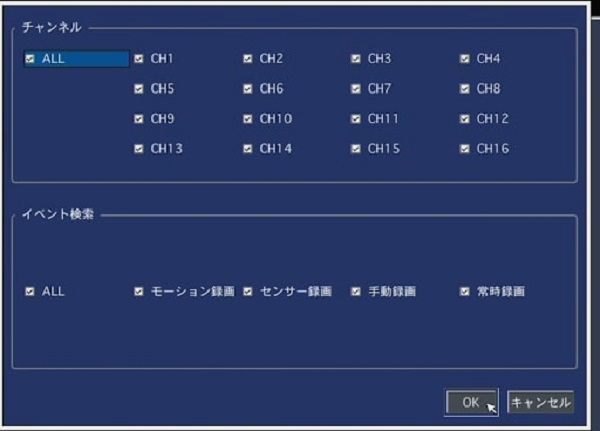 チャンネル
ALL CH1 CH2 CH3 CH4
CH5 CH6 CH7 CH8
CH9 CH10 CH11 CH12
CH13 CH14 CH15 CH16
イベント検索
ALL モーション録画 センサー録画 手動録画 常時録画
OK キャンセル